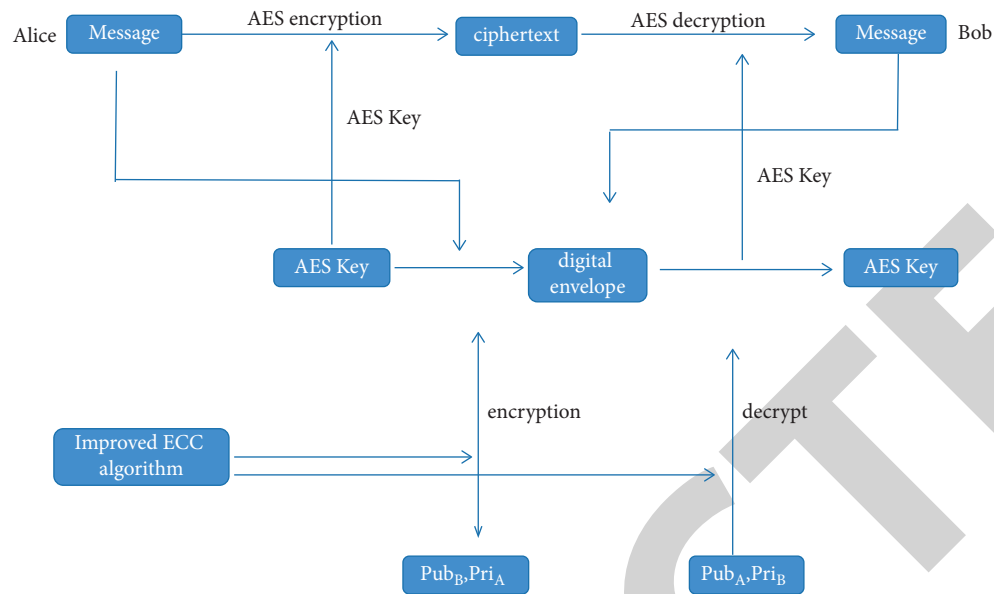 Alice
Message
AES encryption
ciphertext
AES decryption
Message
Bob
AES Key
AES Key
AES Key
digital
envelope
AES Key
encryption
decrypt
Improved ECC
algorithm
Pub_B,Pri_A
Pub_A,Pri_B